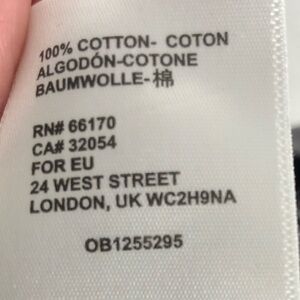 100% COTTON- COTON
ALGODÓN-COTONE
BAUMWOLLE-棉
RN# 66170
CA# 32054
FOR EU
24 WEST STREET
LONDON, UK WC2H9NA
OB1255295